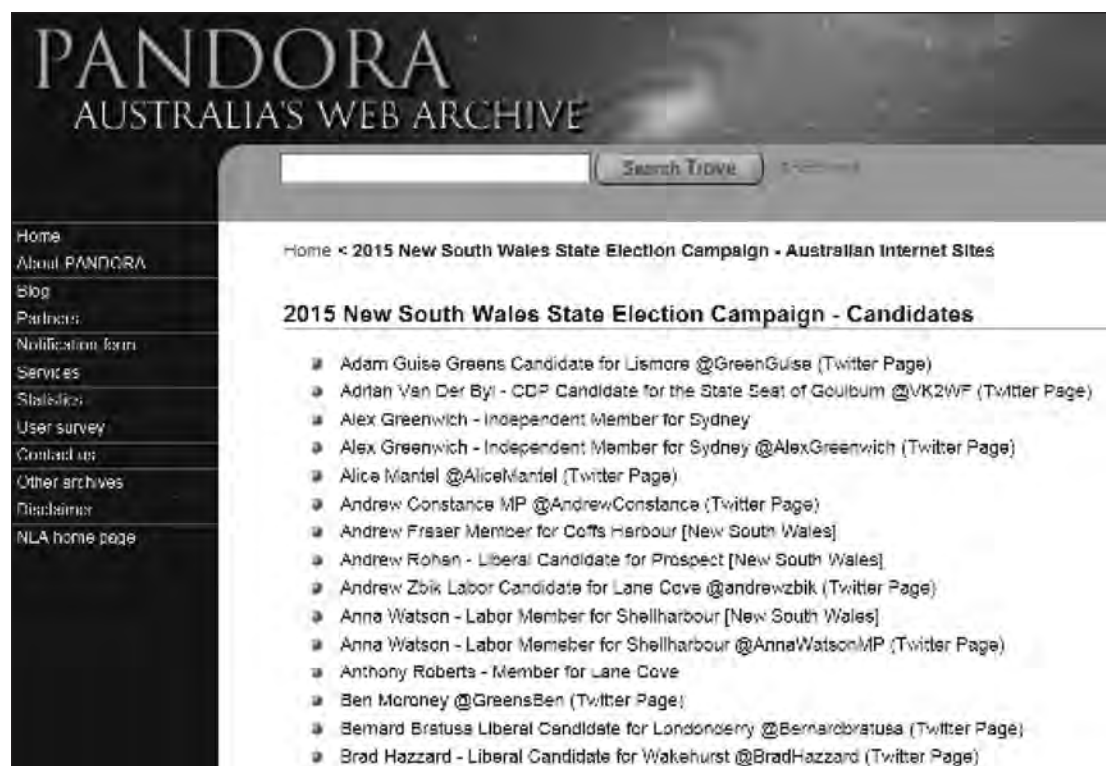 PANDORA
AUSTRALIA'S WEB ARCHIVE
Search Trove
Home
About PANDORA
Blog
Partners
Notification form
Services
Statistics
User survey
Contact us
Other archives
Disclaimer
NLA home page
Home < 2015 New South Wales State Election Campaign - Australian Internet Sites
2015 New South Wales State Election Campaign - Candidates
Adam Guise Greens Candidate for Lismore @GreenGuise (Twitter Page)
Adrian Van Der Byl - CDP Candidate for the State Seat of Goulburn @VK2WF (Twitter Page)
Alex Greenwich - Independent Member for Sydney
Alex Greenwich - Independent Member for Sydney @AlexGreenwich (Twitter Page)
Alice Mantel @AliceMantel (Twitter Page)
Andrew Constance MP @AndrewConstance (Twitter Page)
Andrew Fraser Member for Coffs Harbour [New South Wales]
Andrew Rohan - Liberal Candidate for Prospect [New South Wales]
Andrew Zbik Labor Candidate for Lane Cove @andrewzbik (Twitter Page)
Anna Watson - Labor Member for Shellharbour [New South Wales]
Anna Watson - Labor Memeber for Shellharbour @AnnaWatsonMP (Twitter Page)
Anthony Roberts - Member for Lane Cove
Ben Moroney @GreensBen (Twitter Page)
Bernard Bratusa Liberal Candidate for Londonderry @Bernardbratusa (Twitter Page)
Brad Hazzard - Liberal Candidate for Wakehurst @BradHazzard (Twitter Page)